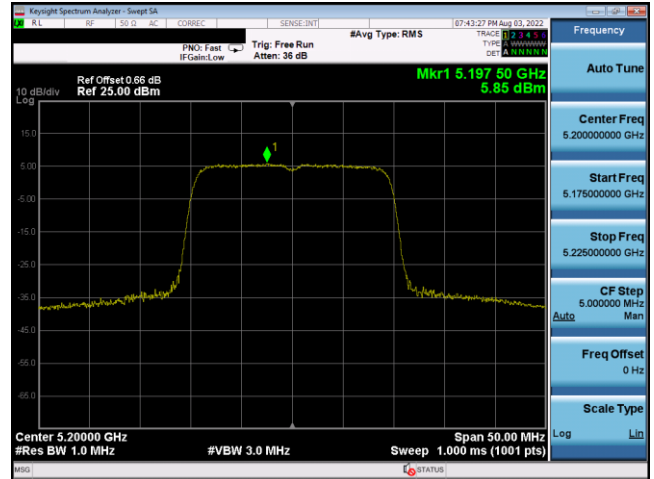 Keysight Spectrum Analyzer - Swept SA
LXI RL RF 50 Ω AC CORREC SENSE:INT 07:43:27 PM Aug 03, 2022
#Avg Type: RMS TRACE 1 2 3 4 5 6
PNO: Fast Trig: Free Run TYPE A WWWWW
IFGain:Low Atten: 36 dB DET A N N N N N
Mkr1 5.197 50 GHz
Ref Offset 0.66 dB
10 dB/div Ref 25.00 dBm 5.85 dBm
Log
15.0
1
5.00
-5.00
-15.0
-25.0
-35.0
-45.0
-55.0
-65.0
Center 5.20000 GHz Span 50.00 MHz
#Res BW 1.0 MHz #VBW 3.0 MHz Sweep 1.000 ms (1001 pts)
MSG STATUS
Frequency
Auto Tune
Center Freq
5.200000000 GHz
Start Freq
5.175000000 GHz
Stop Freq
5.225000000 GHz
CF Step
5.000000 MHz
Auto Man
Freq Offset
0 Hz
Scale Type
Log Lin